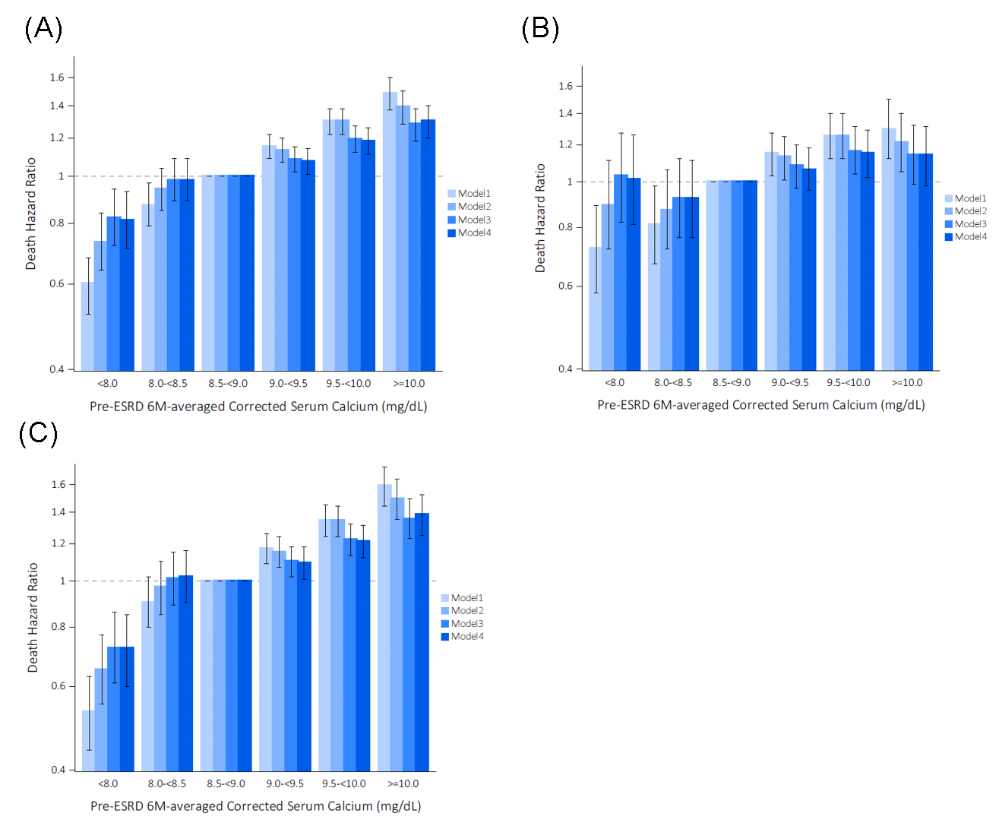 (A)
1.6
1.4
1.2
1
0.8
0.6
0.4
Death Hazard Ratio
<8.0 8.0-<8.5 8.5-<9.0 9.0-<9.5 9.5-<10.0 >=10.0
Pre-ESRD 6M-averaged Corrected Serum Calcium (mg/dL)
Model1
Model2
Model3
Model4
(B)
1.6
1.4
1.2
1
0.8
0.6
0.4
Death Hazard Ratio
<8.0 8.0-<8.5 8.5-<9.0 9.0-<9.5 9.5-<10.0 >=10.0
Pre-ESRD 6M-averaged Corrected Serum Calcium (mg/dL)
Model1
Model2
Model3
Model4
(C)
1.6
1.4
1.2
1
0.8
0.6
0.4
Death Hazard Ratio
<8.0 8.0-<8.5 8.5-<9.0 9.0-<9.5 9.5-<10.0 >=10.0
Pre-ESRD 6M-averaged Corrected Serum Calcium (mg/dL)
Model1
Model2
Model3
Model4